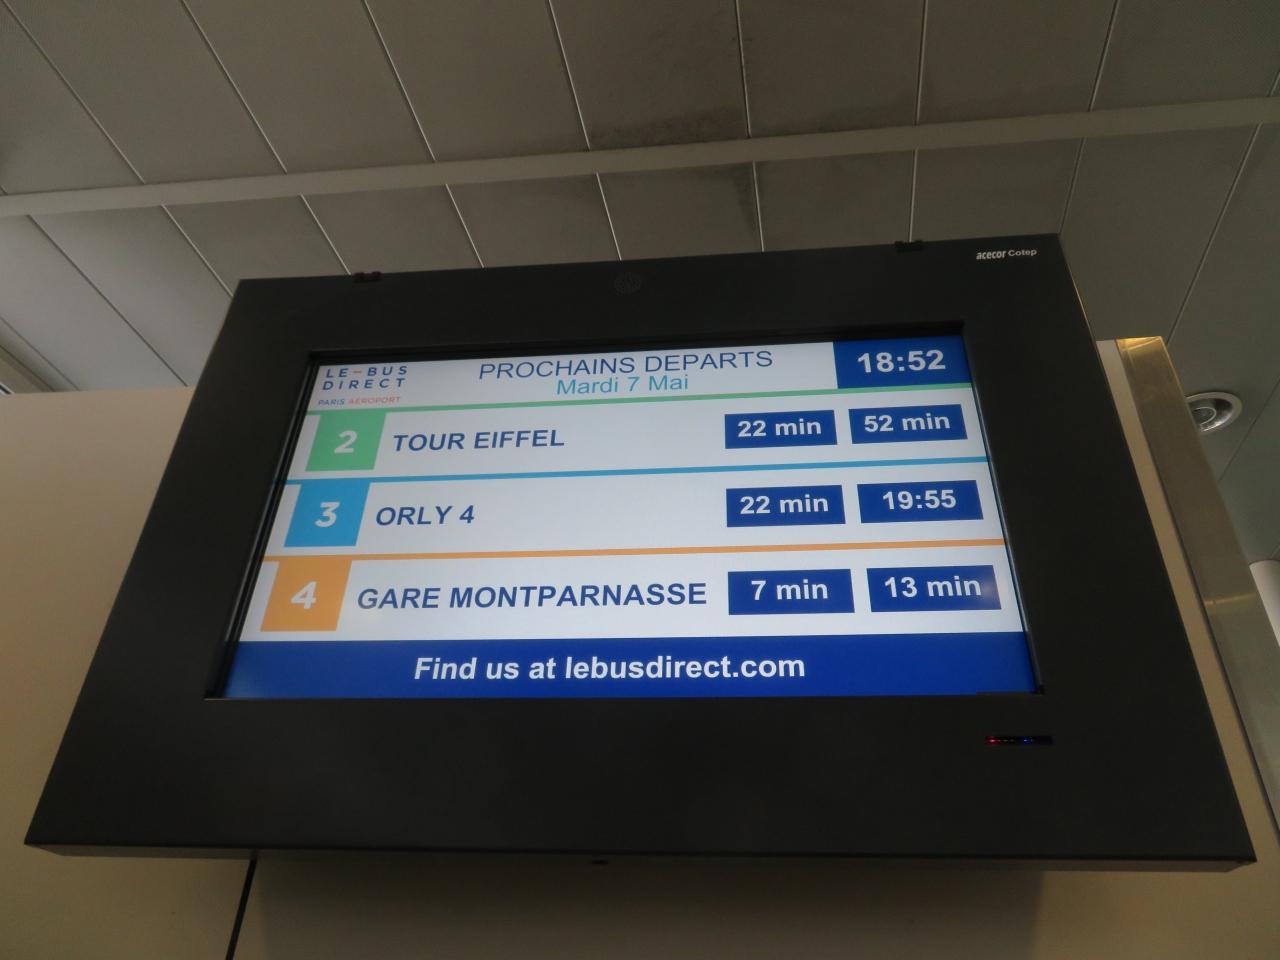 acecor Cotep
LE-BUS
DIRECT
PARIS AEROPORT
PROCHAINS DEPARTS
Mardi 7 Mai
18:52
2 TOUR EIFFEL 22 min 52 min
3 ORLY 4 22 min 19:55
4 GARE MONTPARNASSE 7 min 13 min
Find us at lebusdirect.com